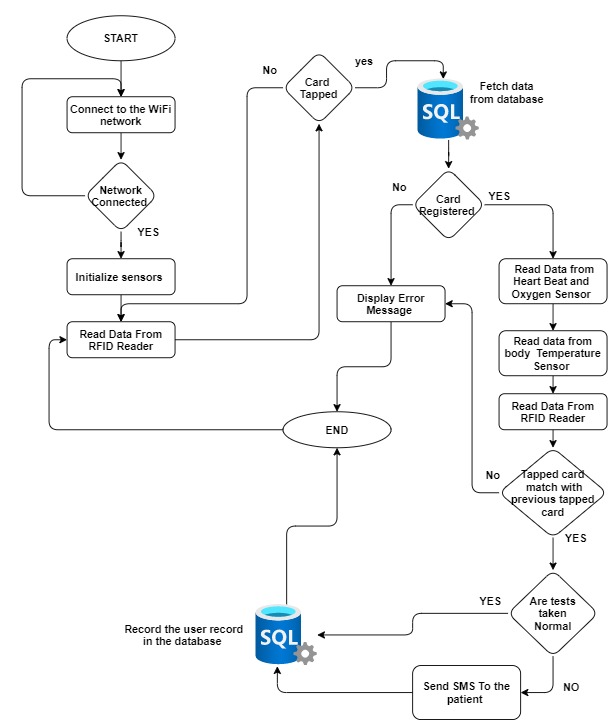 START
Connect to the WiFi
network
Network
Connected
YES
Initialize sensors
Read Data From
RFID Reader
No
Card
Tapped
yes
SQL
Fetch data
from database
No
Card
Registered
YES
Display Error
Message
Read Data from
Heart Beat and
Oxygen Sensor
Read data from
body Temperature
Sensor
Read Data From
RFID Reader
No
Tapped card
match with
previous tapped
card
YES
END
YES
Are tests
taken
Normal
NO
Send SMS To the
patient
Record the user record
in the database
SQL